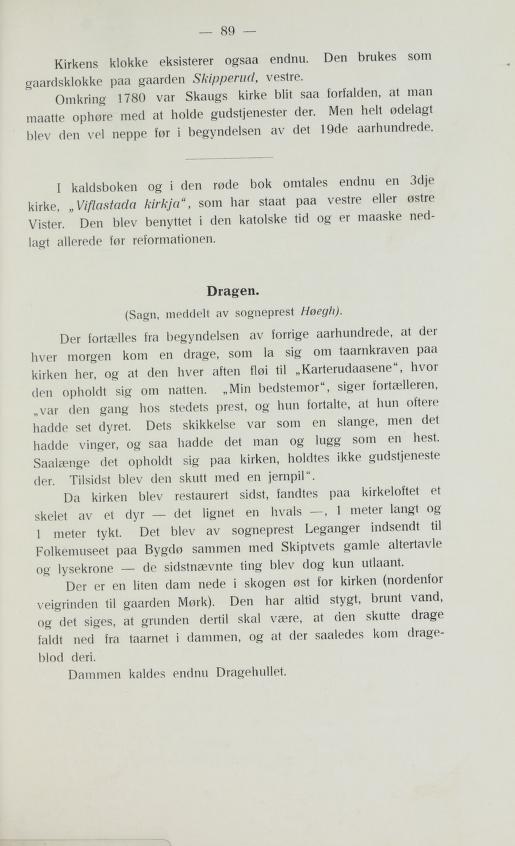 — 89 —
Kirkens klokke eksisterer ogsaa endnu. Den brukes som
gaardsklokke paa gaarden Skipperud, vestre.
Omkring 1780 var Skaugs kirke blit saa forfalden, at man
maatte ophøre med at holde gudstjenester der. Men helt ødelagt
blev den vel neppe før i begyndelsen av det 19de aarhundrede.
I kaldsboken og i den røde bok omtales endnu en 3dje
kirke, „Viflastada kirkja“, som har staat paa vestre eller østre
Vister. Den blev benyttet i den katolske tid og er maaske ned-
lagt allerede før reformationen.
Dragen.
(Sagn, meddelt av sogneprest Høegh).
Der fortælles fra begyndelsen av forrige aarhundrede, at der
hver morgen kom en drage, som la sig om taarnkraven paa
kirken her, og at den hver aften fløi til „Karterudaasene“, hvor
den opholdt sig om natten. „Min bedstemor“, siger fortælleren,
„var den gang hos stedets prest, og hun fortalte, at hun oftere
hadde set dyret. Dets skikkelse var som en slange, men det
hadde vinger, og saa hadde det man og lugg som en hest.
Saalænge det opholdt sig paa kirken, holdtes ikke gudstjeneste
der. Tilsidst blev den skutt med en jernpil“.
Da kirken blev restaurert sidst, fandtes paa kirkeloftet et
skelet av et dyr — det lignet en hvals —, 1 meter langt og
1 meter tykt. Det blev av sogneprest Leganger indsendt til
Folkemuseet paa Bygdø sammen med Skiptvets gamle altertavle
og lysekrone — de sidstnævnte ting blev dog kun utlaant.
Der er en liten dam nede i skogen øst for kirken (nordenfor
veigrinden til gaarden Mørk). Den har altid stygt, brunt vand,
og det siges, at grunden dertil skal være, at den skutte drage
faldt ned fra taarnet i dammen, og at der saaledes kom drage-
blod deri.
Dammen kaldes endnu Dragehullet.